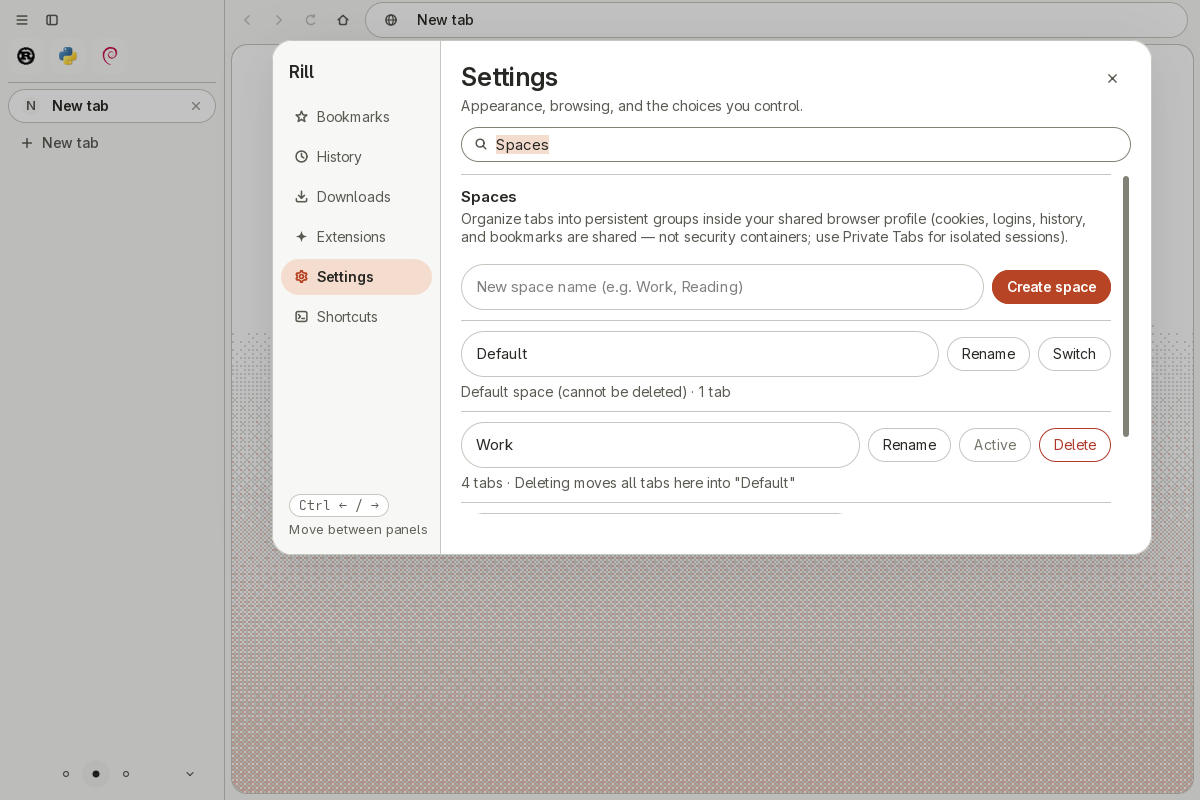 New tab
N New tab
New tab
Rill
Bookmarks
History
Downloads
Extensions
Settings
Shortcuts
Ctrl ← / →
Move between panels
Settings
Appearance, browsing, and the choices you control.
Spaces
Spaces
Organize tabs into persistent groups inside your shared browser profile (cookies, logins, history,
and bookmarks are shared — not security containers; use Private Tabs for isolated sessions).
New space name (e.g. Work, Reading) Create space
Default Rename Switch
Default space (cannot be deleted) · 1 tab
Work Rename Active Delete
4 tabs · Deleting moves all tabs here into "Default"